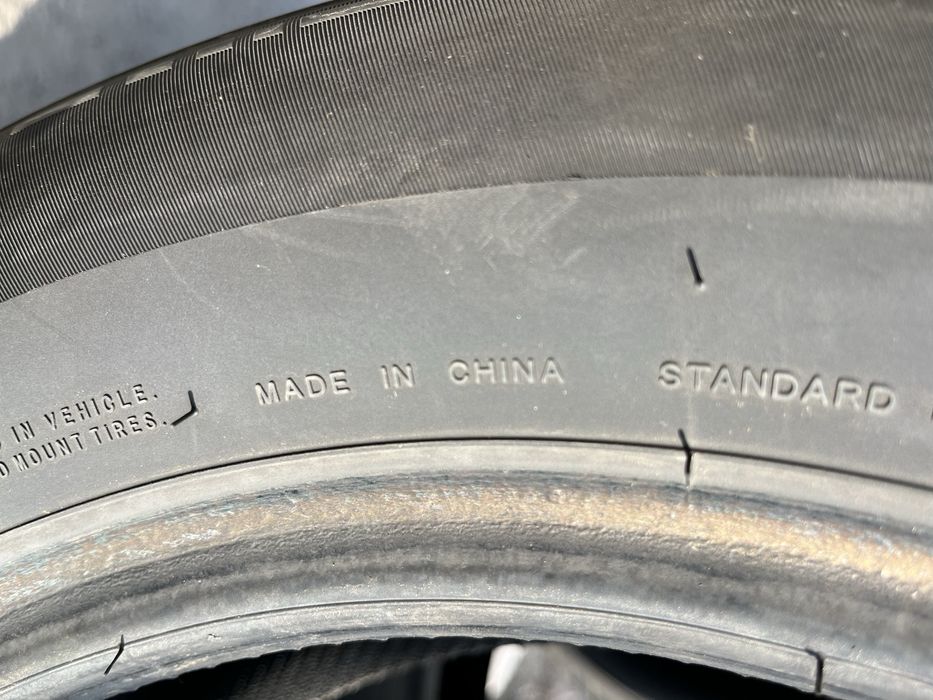 IN VEHICLE.
MOUNT TIRES.
MADE IN CHINA
STANDARD